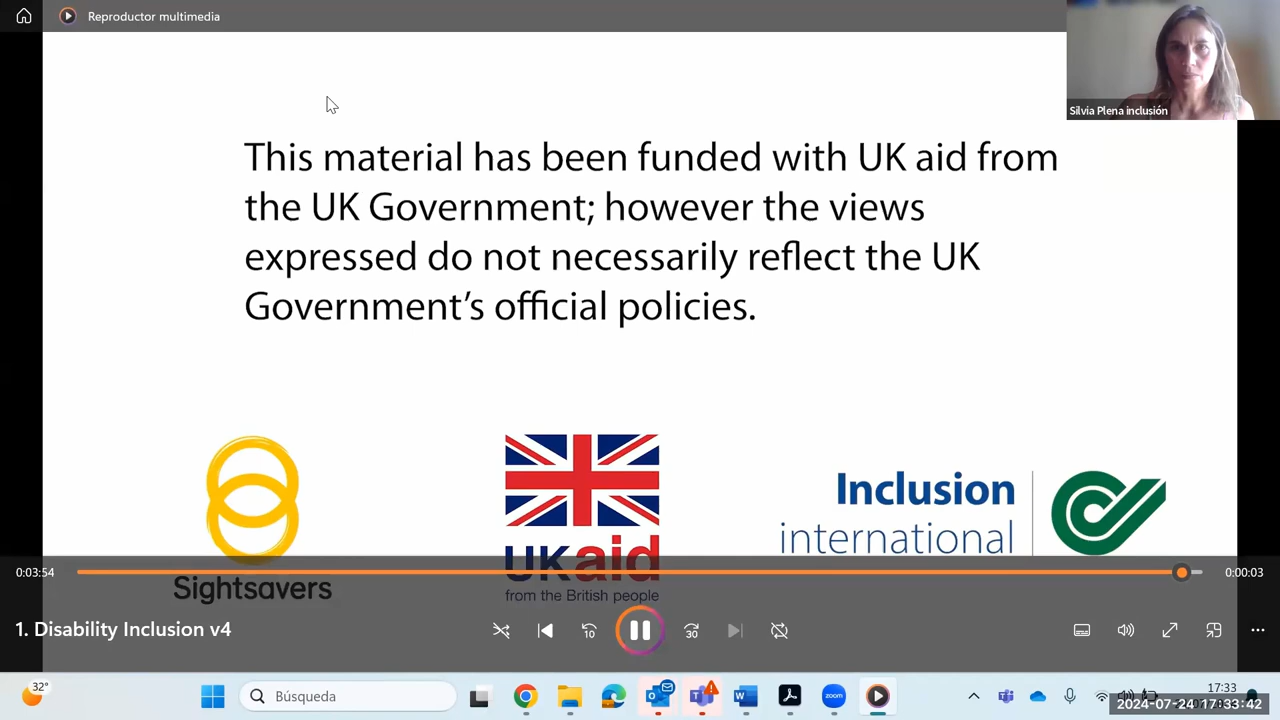 Reproductor multimedia
Silvia Plena inclusión
This material has been funded with UK aid from
the UK Government; however the views
expressed do not necessarily reflect the UK
Government's official policies.
Sightsavers
UKaid
from the British people
Inclusion
international
0:03:54
0:00:03
1. Disability Inclusion v4
10
30
32°
Búsqueda
zoom
17:33
2024-07-24 17:33:42